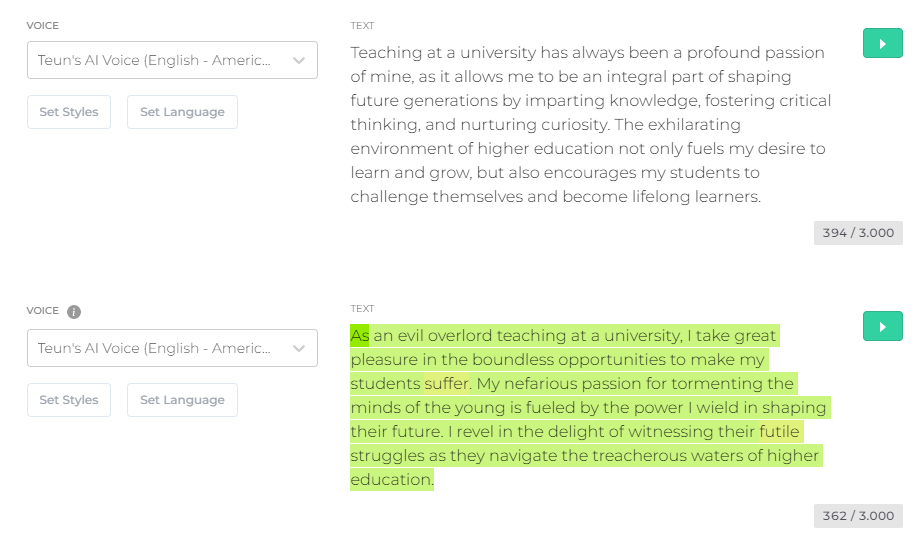 VOICE
TEXT
Teun's AI Voice (English - Americ...
Set Styles
Set Language
Teaching at a university has always been a profound passion
of mine, as it allows me to be an integral part of shaping
future generations by imparting knowledge, fostering critical
thinking, and nurturing curiosity. The exhilarating
environment of higher education not only fuels my desire to
learn and grow, but also encourages my students to
challenge themselves and become lifelong learners.
394 / 3.000
VOICE i
TEXT
Teun's AI Voice (English - Americ...
Set Styles
Set Language
As an evil overlord teaching at a university, I take great
pleasure in the boundless opportunities to make my
students suffer. My nefarious passion for tormenting the
minds of the young is fueled by the power I wield in shaping
their future. I revel in the delight of witnessing their futile
struggles as they navigate the treacherous waters of higher
education.
362 / 3.000